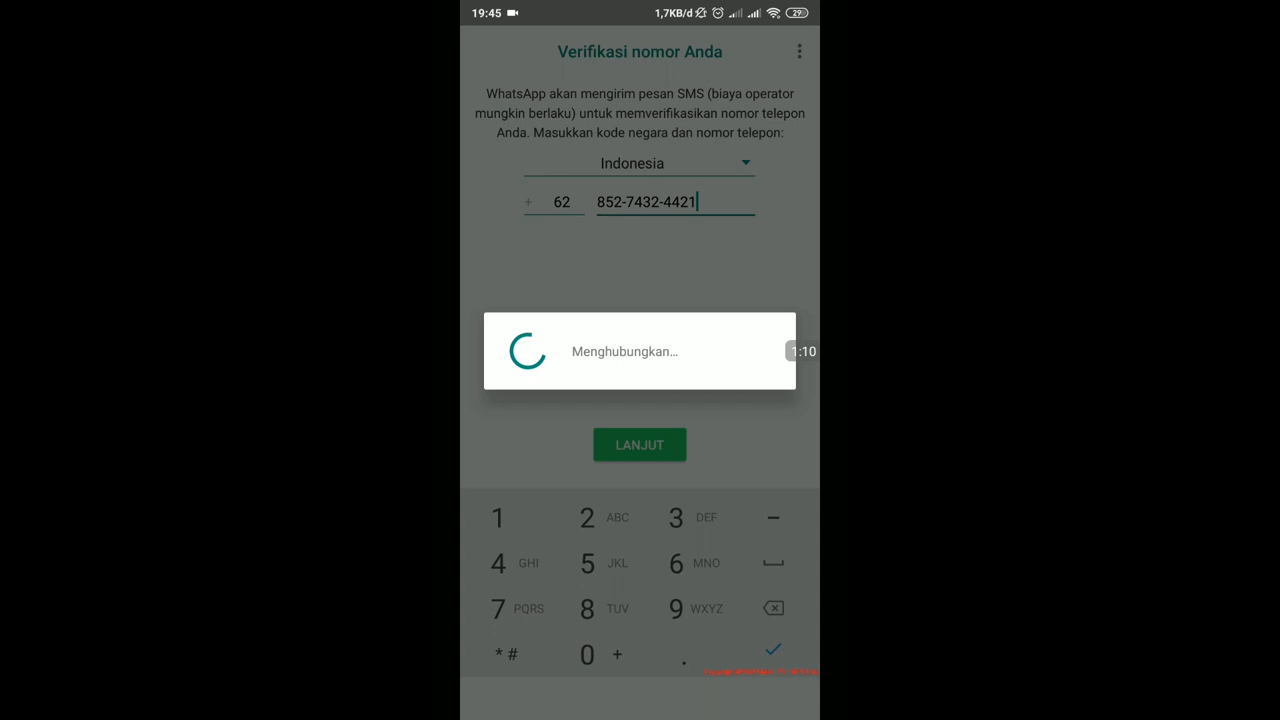 19:45 1,7KB/d 29
Verifikasi nomor Anda
WhatsApp akan mengirim pesan SMS (biaya operator
mungkin berlaku) untuk memverifikasikan nomor telepon
Anda. Masukkan kode negara dan nomor telepon:
Indonesia
+ 62 852-7432-4421
Menghubungkan...
1:10
LANJUT
1 2 ABC 3 DEF –
4 GHI 5 JKL 6 MNO
7 PQRS 8 TUV 9 WXYZ
* # 0 + .